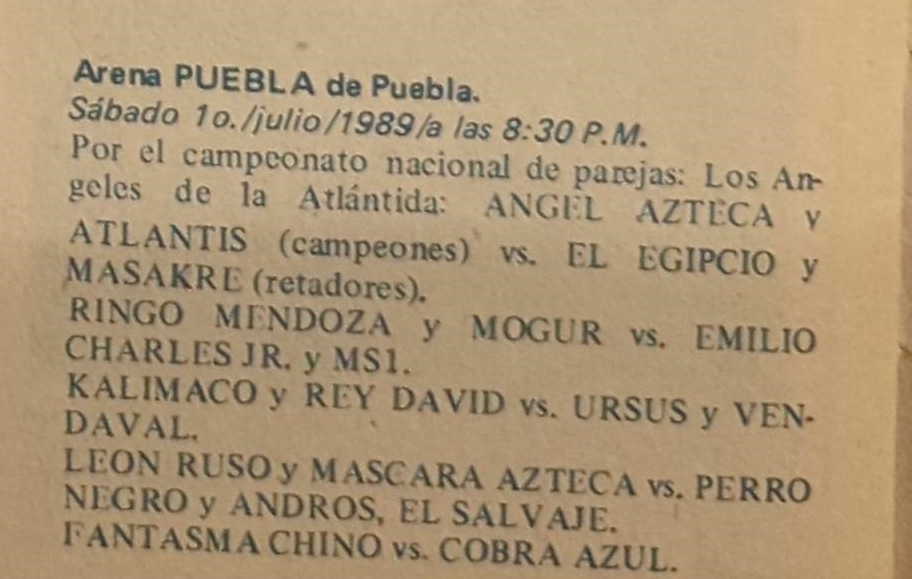 Arena PUEBLA de Puebla.
Sábado 1o./julio/1989/a las 8:30 P.M.
Por el campeonato nacional de parejas: Los An-
geles de la Atlántida: ANGEL AZTECA y
ATLANTIS (campeones) vs. EL EGIPCIO y
MASAKRE (retadores).
RINGO MENDOZA y MOGUR vs. EMILIO
CHARLES JR. y MS1.
KALIMACO y REY DAVID vs. URSUS y VEN-
DAVAL.
LEON RUSO y MASCARA AZTECA vs. PERRO
NEGRO y ANDROS, EL SALVAJE.
FANTASMA CHINO vs. COBRA AZUL.